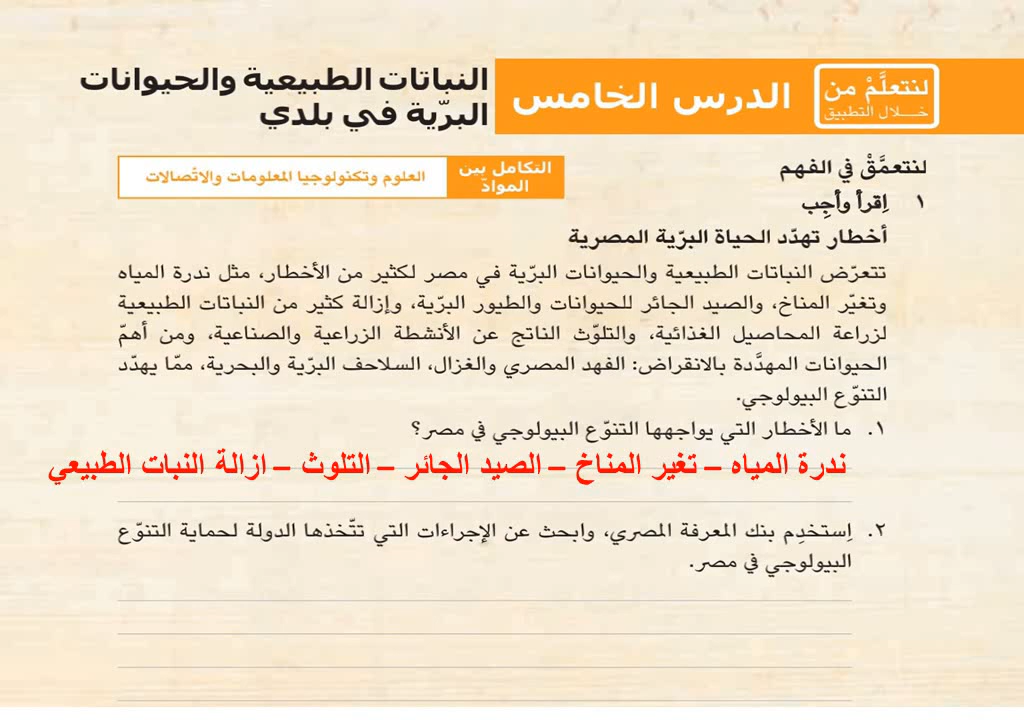 لنتعلَّمْ من
خـــلال التطبيق
الدرس الخامس
النباتات الطبيعية والحيوانات
البرّية في بلدي
لنتعمَّقْ في الفهم
التكامل بين
الموادّ
العلوم وتكنولوجيا المعلومات والاتّصالات
١ اِقرأ وأجِب
أخطار تهدّد الحياة البرّية المصرية
تتعرّض النباتات الطبيعية والحيوانات البرّية في مصر لكثير من الأخطار، مثل ندرة المياه
وتغيّر المناخ، والصيد الجائر للحيوانات والطيور البرّية، وإزالة كثير من النباتات الطبيعية
لزراعة المحاصيل الغذائية، والتلوّث الناتج عن الأنشطة الزراعية والصناعية، ومن أهمّ
الحيوانات المهدَّدة بالانقراض: الفهد المصري والغزال، السلاحف البرّية والبحرية، ممّا يهدّد
التنوّع البيولوجي.
١. ما الأخطار التي يواجهها التنوّع البيولوجي في مصر؟
ندرة المياه – تغير المناخ – الصيد الجائر – التلوث – ازالة النبات الطبيعي
٢. اِستخدِم بنك المعرفة المصري، وابحث عن الإجراءات التي تتّخذها الدولة لحماية التنوّع
البيولوجي في مصر.